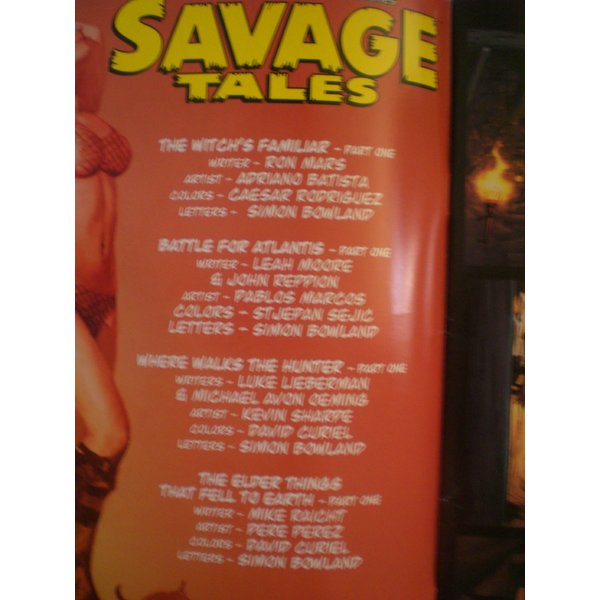 SAVAGE
TALES
THE WITCH'S FAMILIAR - PART ONE
WRITER - RON MARS
ARTIST - ADRIANO BATISTA
COLORS - CAESAR RODRIGUEZ
LETTERS - SIMON BOWLAND
BATTLE FOR ATLANTIS - PART ONE
WRITER - LEAH MOORE
& JOHN REPPION
ARTIST - PABLOS MARCOS
COLORS - STJEPAN SEJIC
LETTERS - SIMON BOWLAND
WHERE WALKS THE HUNTER - PART ONE
WRITERS - LUKE LIEBERMAN
& MICHAEL AVON OEMING
ARTIST - KEVIN SHARPE
COLORS - DAVID CURIEL
LETTERS - SIMON BOWLAND
THE ELDER THINGS
THAT FELL TO EARTH - PART ONE
WRITER - MIKE RAICHT
ARTIST - PERE PEREZ
COLORS - DAVID CURIEL
LETTERS - SIMON BOWLAND